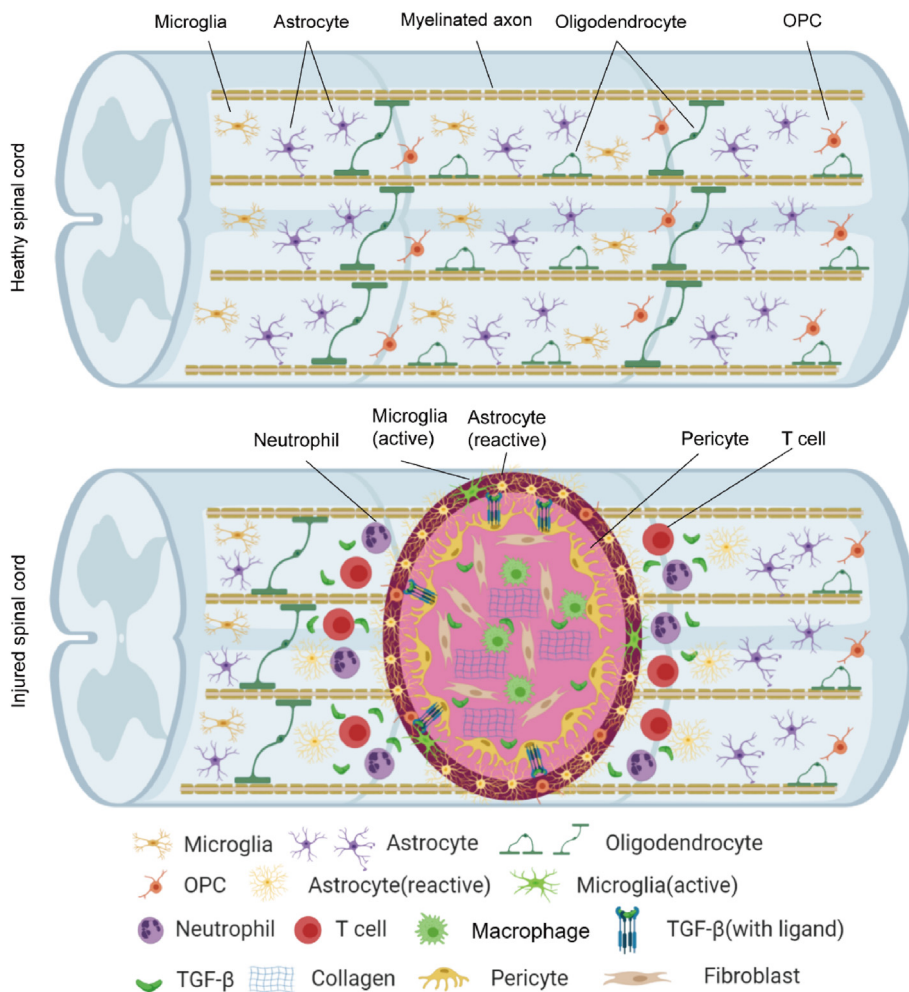 Microglia Astrocyte Myelinated axon Oligodendrocyte OPC
Heathy spinal cord
Microglia
(active)
Astrocyte
(reactive)
Neutrophil Pericyte T cell
Injured spinal cord
Microglia Astrocyte Oligodendrocyte
OPC Astrocyte(reactive) Microglia(active)
Neutrophil T cell Macrophage TGF-β(with ligand)
TGF-β Collagen Pericyte Fibroblast